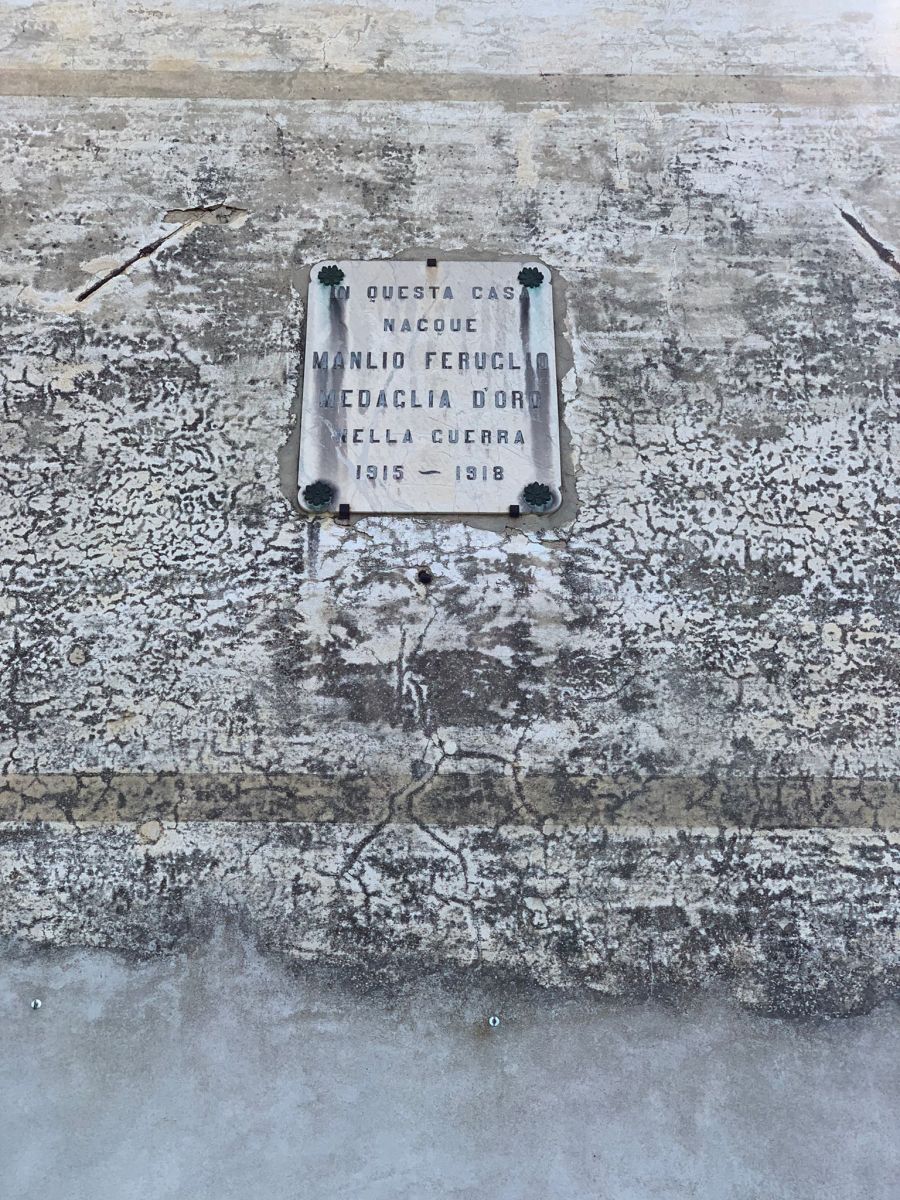 IN QUESTA CASA
NACQUE
MANLIO FERUGLIO
MEDAGLIA D'ORO
NELLA GUERRA
1915 – 1918